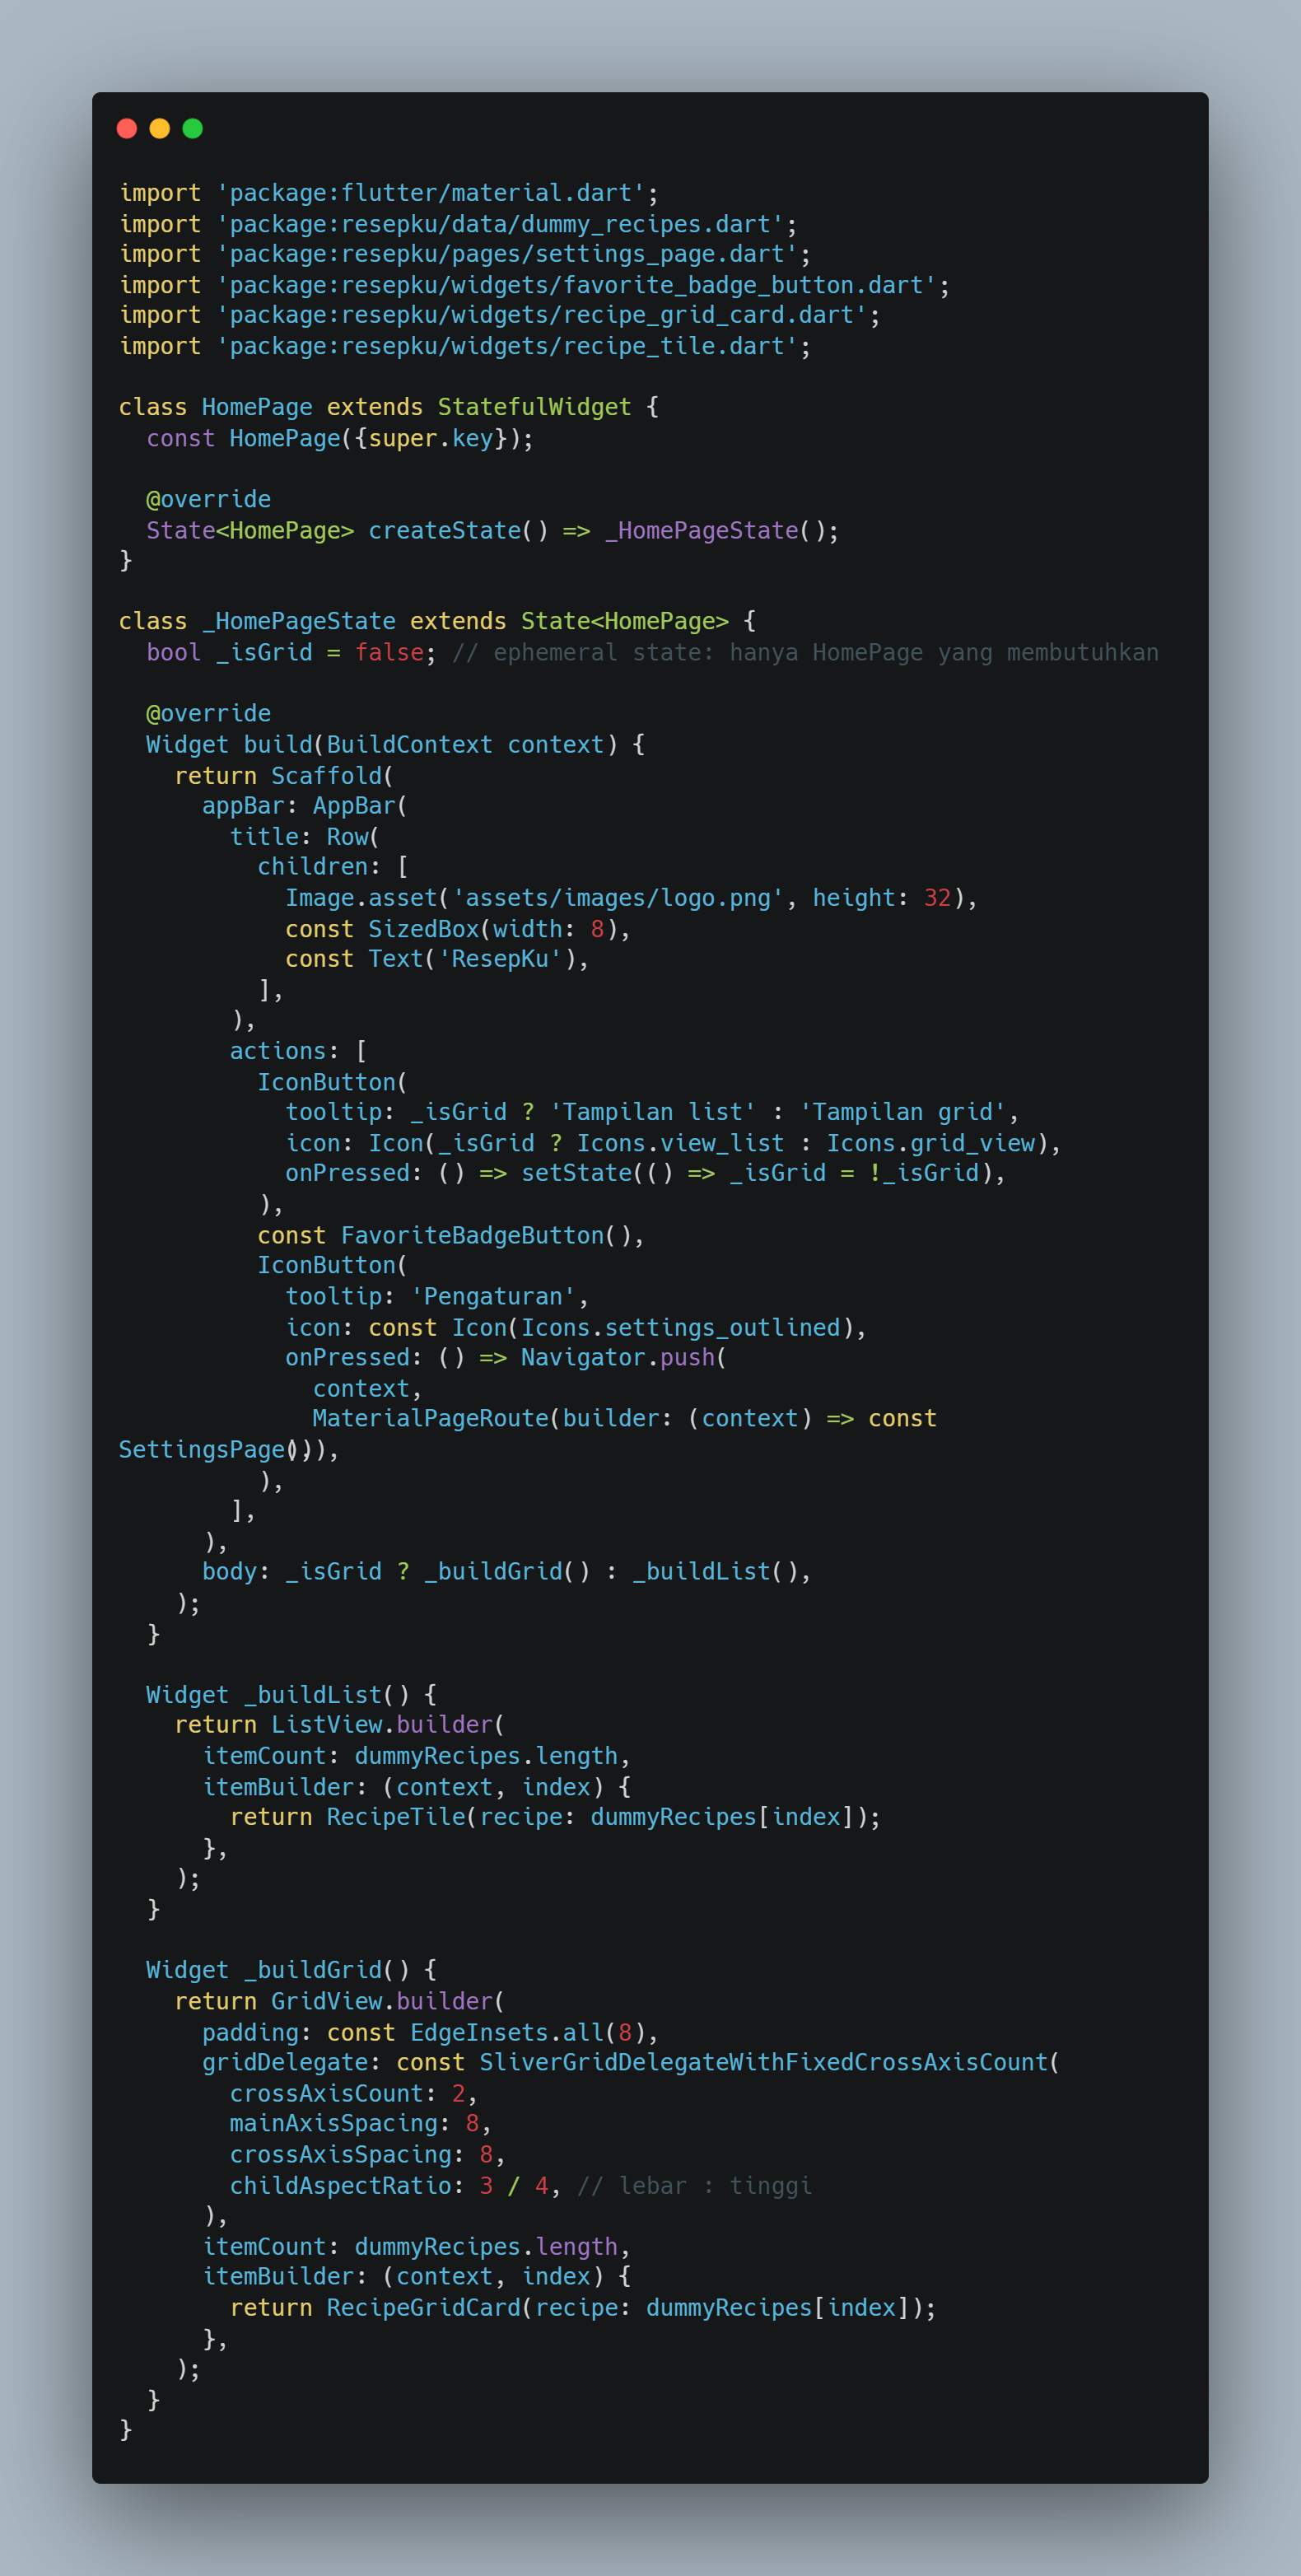 import 'package:flutter/material.dart';
import 'package:resepku/data/dummy_recipes.dart';
import 'package:resepku/pages/settings_page.dart';
import 'package:resepku/widgets/favorite_badge_button.dart';
import 'package:resepku/widgets/recipe_grid_card.dart';
import 'package:resepku/widgets/recipe_tile.dart';

class HomePage extends StatefulWidget {
  const HomePage({super.key});

  @override
  State<HomePage> createState() => _HomePageState();
}

class _HomePageState extends State<HomePage> {
  bool _isGrid = false; // ephemeral state: hanya HomePage yang membutuhkan

  @override
  Widget build(BuildContext context) {
    return Scaffold(
      appBar: AppBar(
        title: Row(
          children: [
            Image.asset('assets/images/logo.png', height: 32),
            const SizedBox(width: 8),
            const Text('ResepKu'),
          ],
        ),
        actions: [
          IconButton(
            tooltip: _isGrid ? 'Tampilan list' : 'Tampilan grid',
            icon: Icon(_isGrid ? Icons.view_list : Icons.grid_view),
            onPressed: () => setState(() => _isGrid = !_isGrid),
          ),
          const FavoriteBadgeButton(),
          IconButton(
            tooltip: 'Pengaturan',
            icon: const Icon(Icons.settings_outlined),
            onPressed: () => Navigator.push(
              context,
              MaterialPageRoute(builder: (context) => const
SettingsPage()),
          ),
        ],
      ),
      body: _isGrid ? _buildGrid() : _buildList(),
    );
  }

  Widget _buildList() {
    return ListView.builder(
      itemCount: dummyRecipes.length,
      itemBuilder: (context, index) {
        return RecipeTile(recipe: dummyRecipes[index]);
      },
    );
  }

  Widget _buildGrid() {
    return GridView.builder(
      padding: const EdgeInsets.all(8),
      gridDelegate: const SliverGridDelegateWithFixedCrossAxisCount(
        crossAxisCount: 2,
        mainAxisSpacing: 8,
        crossAxisSpacing: 8,
        childAspectRatio: 3 / 4, // lebar : tinggi
      ),
      itemCount: dummyRecipes.length,
      itemBuilder: (context, index) {
        return RecipeGridCard(recipe: dummyRecipes[index]);
      },
    );
  }
}